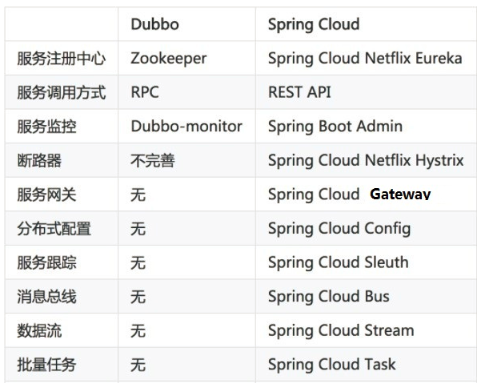 Dubbo Spring Cloud
服务注册中心 Zookeeper Spring Cloud Netflix Eureka
服务调用方式 RPC REST API
服务监控 Dubbo-monitor Spring Boot Admin
断路器 不完善 Spring Cloud Netflix Hystrix
服务网关 无 Spring Cloud Gateway
分布式配置 无 Spring Cloud Config
服务跟踪 无 Spring Cloud Sleuth
消息总线 无 Spring Cloud Bus
数据流 无 Spring Cloud Stream
批量任务 无 Spring Cloud Task